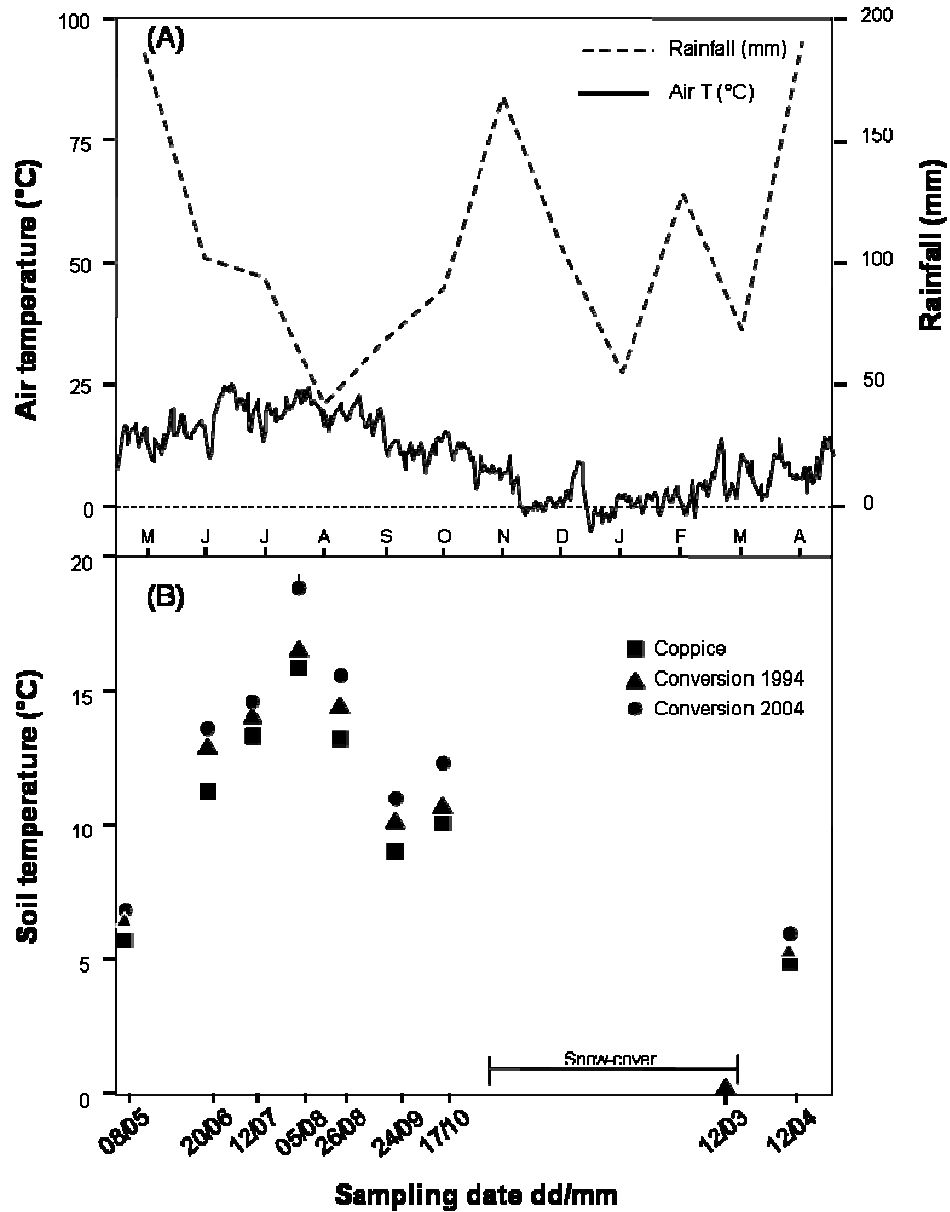 (A)
Rainfall (mm)
Air T (°C)
Air temperature (°C)
100
75
50
25
0
Rainfall (mm)
200
150
100
50
0
M J J A S O N D J F M A
(B)
Coppice
Conversion 1994
Conversion 2004
Soil temperature (°C)
20
15
10
5
0
Snow-cover
08/05 20/06 12/07 05/08 26/08 24/09 17/10 12/03 12/04
Sampling date dd/mm